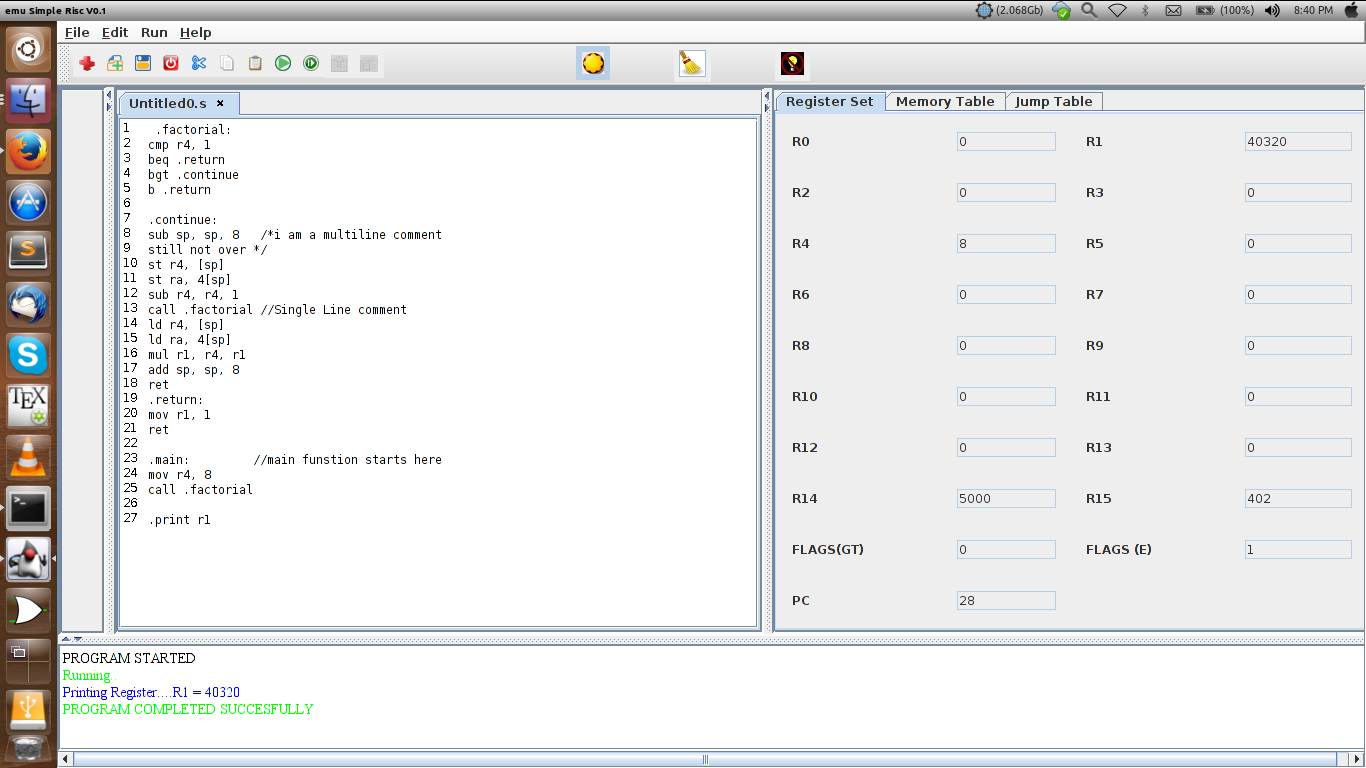 emu Simple Risc V0.1
(2.068Gb) (100%) 8:40 PM
File Edit Run Help
Untitled0.s ×
1 .factorial:
2 cmp r4, 1
3 beq .return
4 bgt .continue
5 b .return
6
7 .continue:
8 sub sp, sp, 8 /*i am a multiline comment
9 still not over */
10 st r4, [sp]
11 st ra, 4[sp]
12 sub r4, r4, 1
13 call .factorial //Single Line comment
14 ld r4, [sp]
15 ld ra, 4[sp]
16 mul r1, r4, r1
17 add sp, sp, 8
18 ret
19 .return:
20 mov r1, 1
21 ret
22
23 .main: //main funstion starts here
24 mov r4, 8
25 call .factorial
26
27 .print r1
Register Set Memory Table Jump Table
R0 0 R1 40320
R2 0 R3 0
R4 8 R5 0
R6 0 R7 0
R8 0 R9 0
R10 0 R11 0
R12 0 R13 0
R14 5000 R15 402
FLAGS(GT) 0 FLAGS (E) 1
PC 28
PROGRAM STARTED
Running .
Printing Register....R1 = 40320
PROGRAM COMPLETED SUCCESFULLY
S
S
TEX